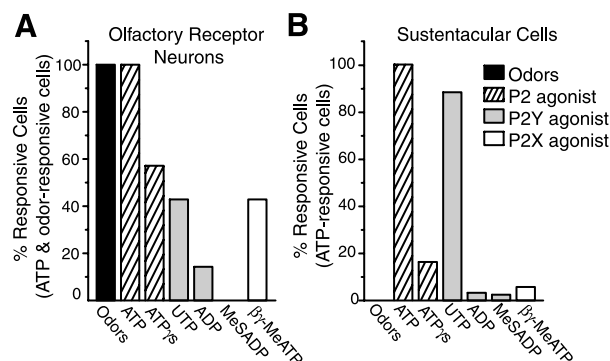 A
Olfactory Receptor
Neurons
% Responsive Cells
(ATP & odor-responsive cells)
100
80
60
40
20
0
Odors
ATP
ATPγs
UTP
ADP
MeSADP
βγ-MeATP
B
Sustentacular Cells
% Responsive Cells
(ATP-responsive cells)
100
80
60
40
20
0
Odors
ATP
ATPγs
UTP
ADP
MeSADP
βγ-MeATP
Odors
P2 agonist
P2Y agonist
P2X agonist